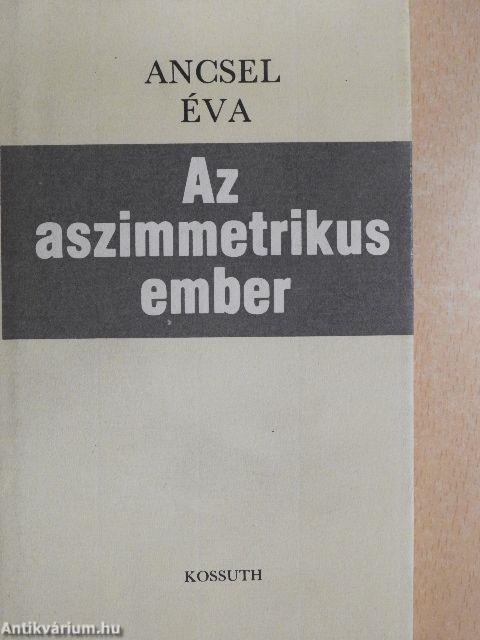 ANCSEL
ÉVA
Az
aszimmetrikus
ember
KOSSUTH
Antikvárium.hu